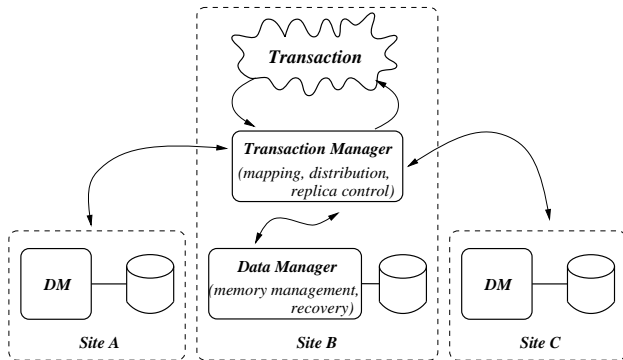 Transaction
Transaction Manager
(mapping, distribution,
replica control)
DM
Data Manager
(memory management,
recovery)
DM
Site A
Site B
Site C